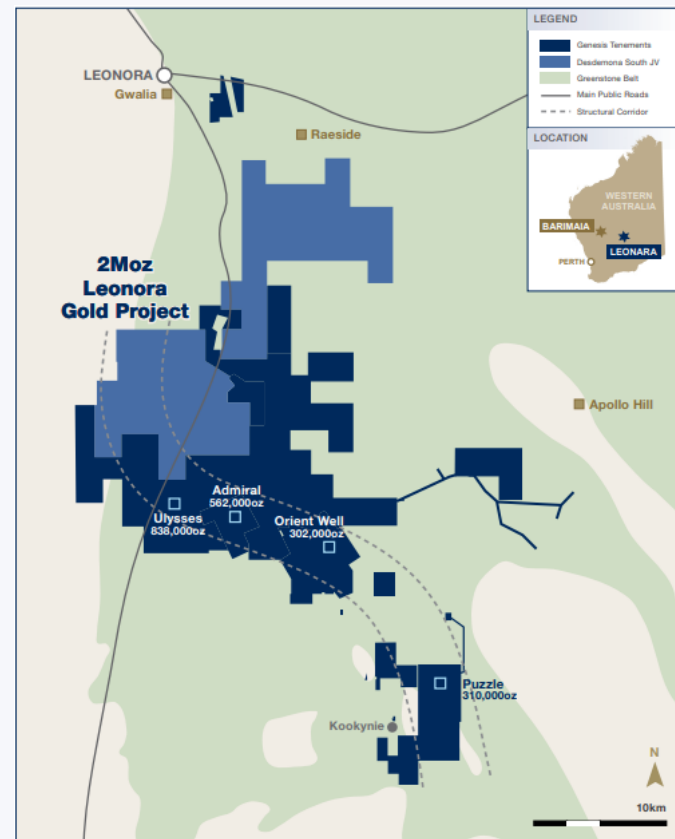 LEONORA
Gwalia
Raeside
2Moz
Leonora
Gold Project
Apollo Hill
Admiral
562,000oz
Ulysses
838,000oz
Orient Well
302,000oz
Puzzle
310,000oz
Kookynie
N
10km
LEGEND
Genesis Tenements
Desdemona South JV
Greenstone Belt
Main Public Roads
Structural Corridor
LOCATION
WESTERN
AUSTRALIA
BARIMAIA
LEONARA
PERTH